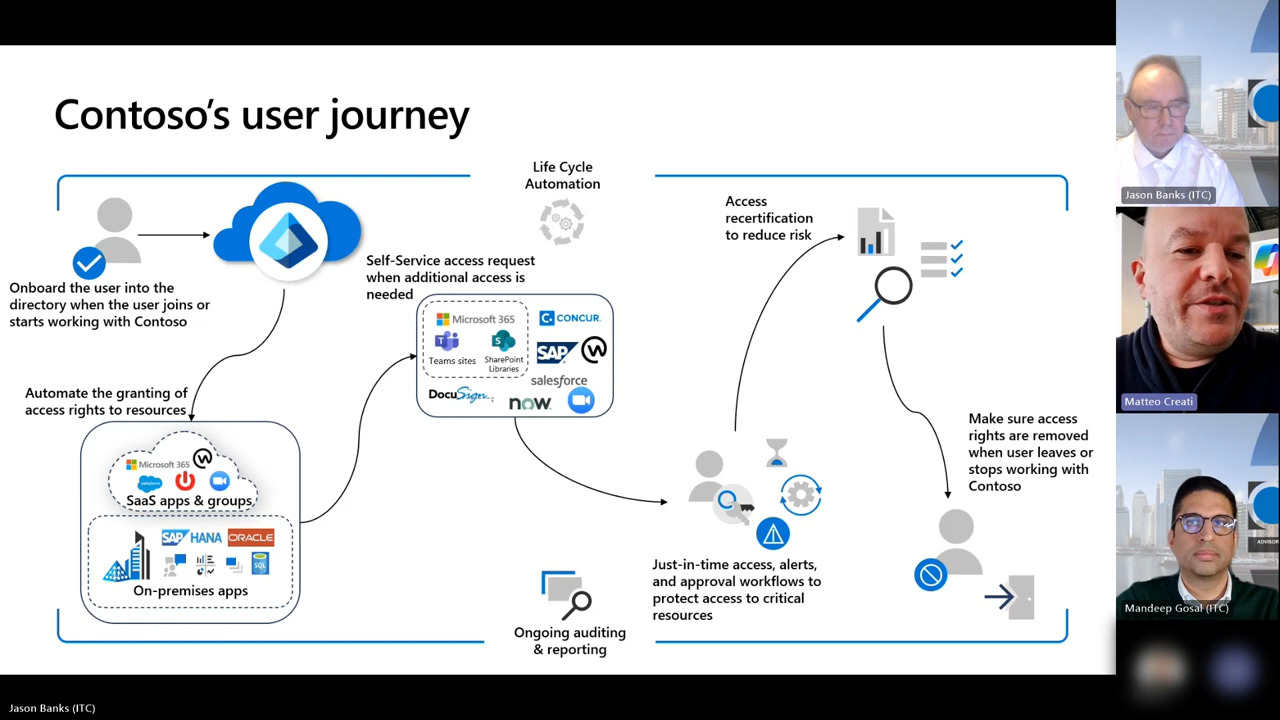 Contoso's user journey
Life Cycle
Automation
Onboard the user into the
directory when the user joins or
starts working with Contoso
Self-Service access request
when additional access is
needed
Microsoft 365
Teams sites
SharePoint
Libraries
C. CONCUR.
SAP
salesforce
DocuSign
now.
Automate the granting of
access rights to resources
Microsoft 365
salesforce
SaaS apps & groups
SAP HANA
ORACLE
SQL
On-premises apps
Access
recertification
to reduce risk
Just-in-time access, alerts,
and approval workflows to
protect access to critical
resources
Make sure access
rights are removed
when user leaves or
stops working with
Contoso
Ongoing auditing
& reporting
Jason Banks (ITC)
Matteo Creati
ADVISOR
Mandeep Gosal (ITC)
Jason Banks (ITC)